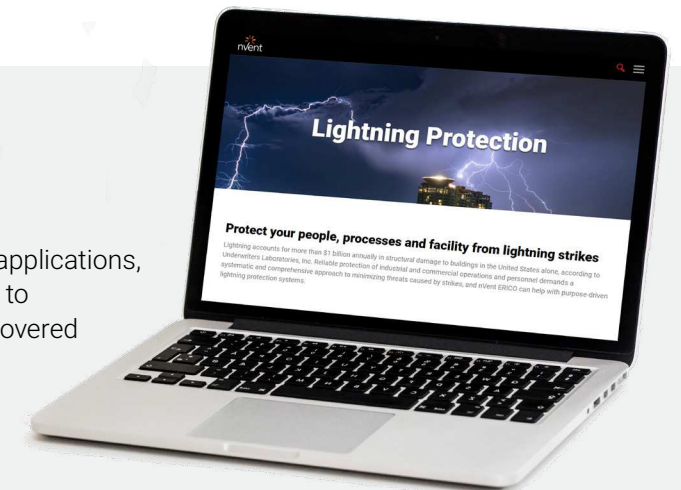 nvent
Lightning Protection
Protect your people, processes and facility from lightning strikes
Lightning accounts for more than $1 billion annually in structural damage to buildings in the United States alone, according to
Underwriters Laboratories, Inc. Reliable protection of industrial and commercial operations and personnel demands a
systematic and comprehensive approach to minimizing threats caused by strikes, and nVent ERICO can help with purpose-driven
lightning protection systems.
applications,
to
overed